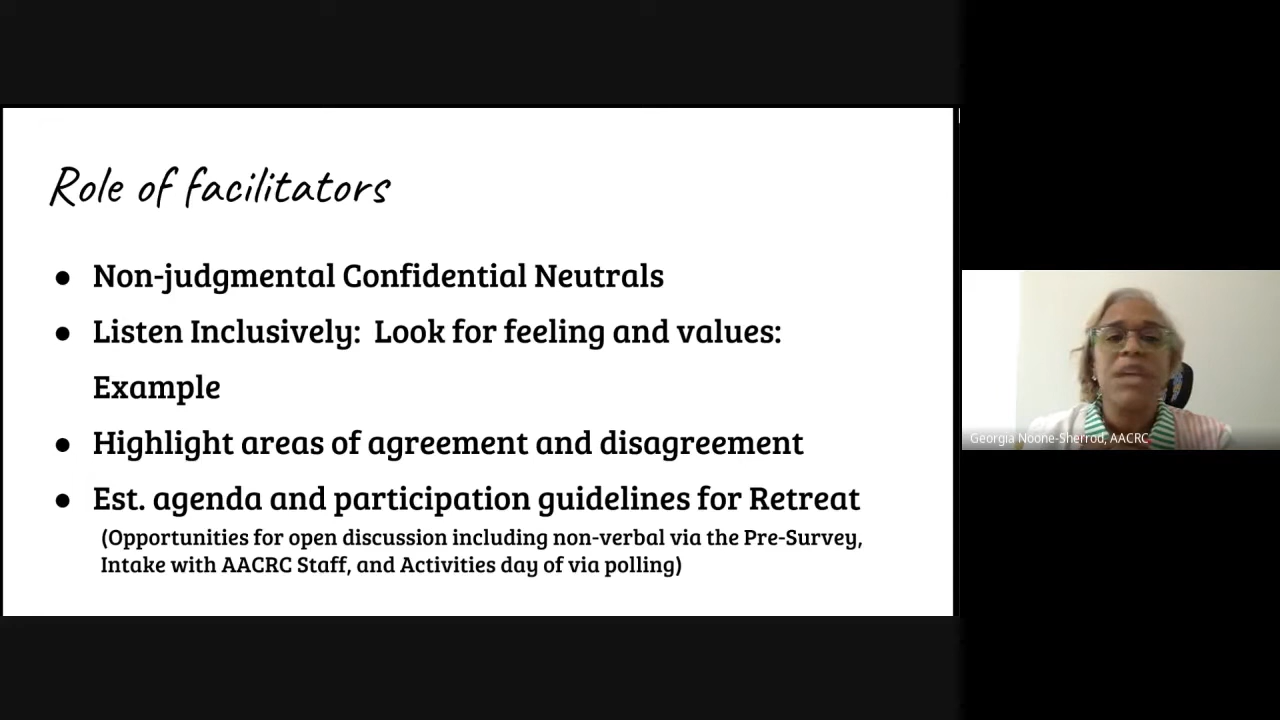 Role of facilitators
● Non-judgmental Confidential Neutrals
● Listen Inclusively:  Look for feeling and values:
Example
● Highlight areas of agreement and disagreement
● Est. agenda and participation guidelines for Retreat
(Opportunities for open discussion including non-verbal via the Pre-Survey,
Intake with AACRC Staff, and Activities day of via polling)
Georgia Noone-Sherrod, AACRC